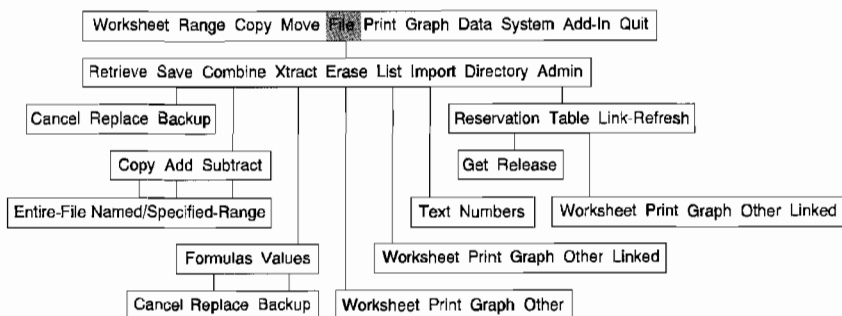 Worksheet Range Copy Move File Print Graph Data System Add-In Quit
Retrieve Save Combine Xtract Erase List Import Directory Admin
Cancel Replace Backup
Reservation Table Link-Refresh
Copy Add Subtract
Get Release
Entire-File Named/Specified-Range
Text Numbers
Worksheet Print Graph Other Linked
Formulas Values
Worksheet Print Graph Other Linked
Cancel Replace Backup
Worksheet Print Graph Other